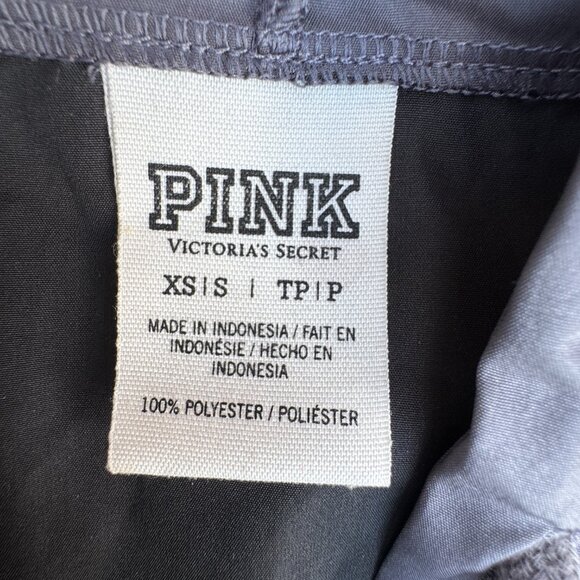 PINK
VICTORIA'S SECRET
XS|S | TP|P
MADE IN INDONESIA / FAIT EN
INDONÉSIE / HECHO EN
INDONESIA
100% POLYESTER / POLIÉSTER